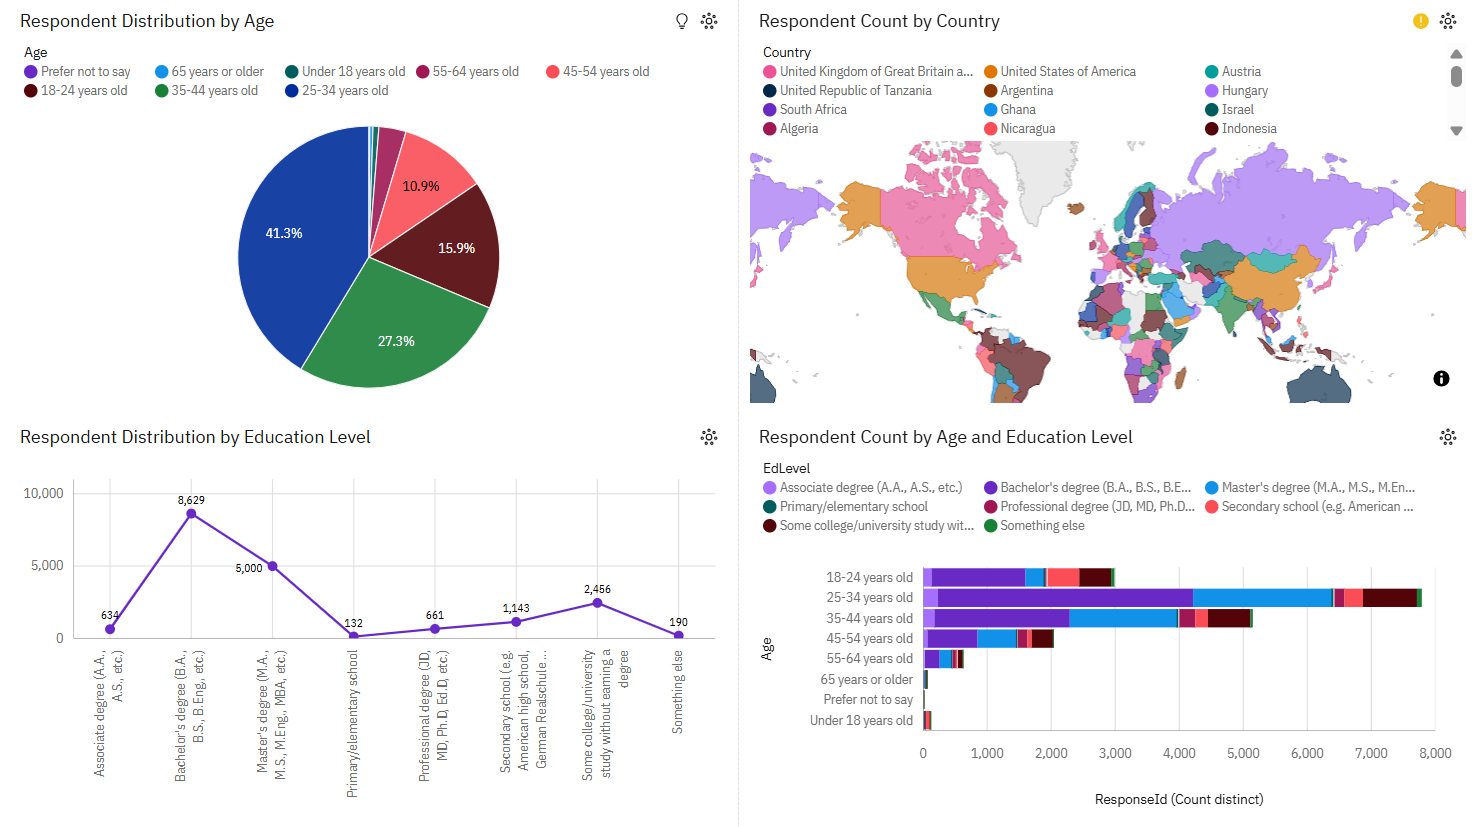 Respondent Distribution by Age
Age
Prefer not to say
65 years or older
Under 18 years old
55-64 years old
45-54 years old
18-24 years old
35-44 years old
25-34 years old
10.9%
41.3%
15.9%
27.3%
Respondent Count by Country
Country
United Kingdom of Great Britain a...
United States of America
Austria
United Republic of Tanzania
Argentina
Hungary
South Africa
Ghana
Israel
Algeria
Nicaragua
Indonesia
Respondent Distribution by Education Level
10,000
5,000
0
634
8,629
5,000
132
661
1,143
2,456
190
Associate degree (A.A.,
A.S., etc.)
Bachelor's degree (B.A.,
B.S., B.Eng., etc.)
Master's degree (M.A.,
M.S., M.Eng., MBA, etc.)
Primary/elementary school
Professional degree (JD,
MD, Ph.D, Ed.D, etc.)
Secondary school (e.g.
American high school,
German Realschule ...
Some college/university
study without earning a
degree
Something else
Respondent Count by Age and Education Level
EdLevel
Associate degree (A.A., A.S., etc.)
Bachelor's degree (B.A., B.S., B.E...
Master's degree (M.A., M.S., M.En...
Primary/elementary school
Professional degree (JD, MD, Ph.D...
Secondary school (e.g. American ...
Some college/university study wit...
Something else
Age
18-24 years old
25-34 years old
35-44 years old
45-54 years old
55-64 years old
65 years or older
Prefer not to say
Under 18 years old
0 1,000 2,000 3,000 4,000 5,000 6,000 7,000 8,000
ResponseId (Count distinct)